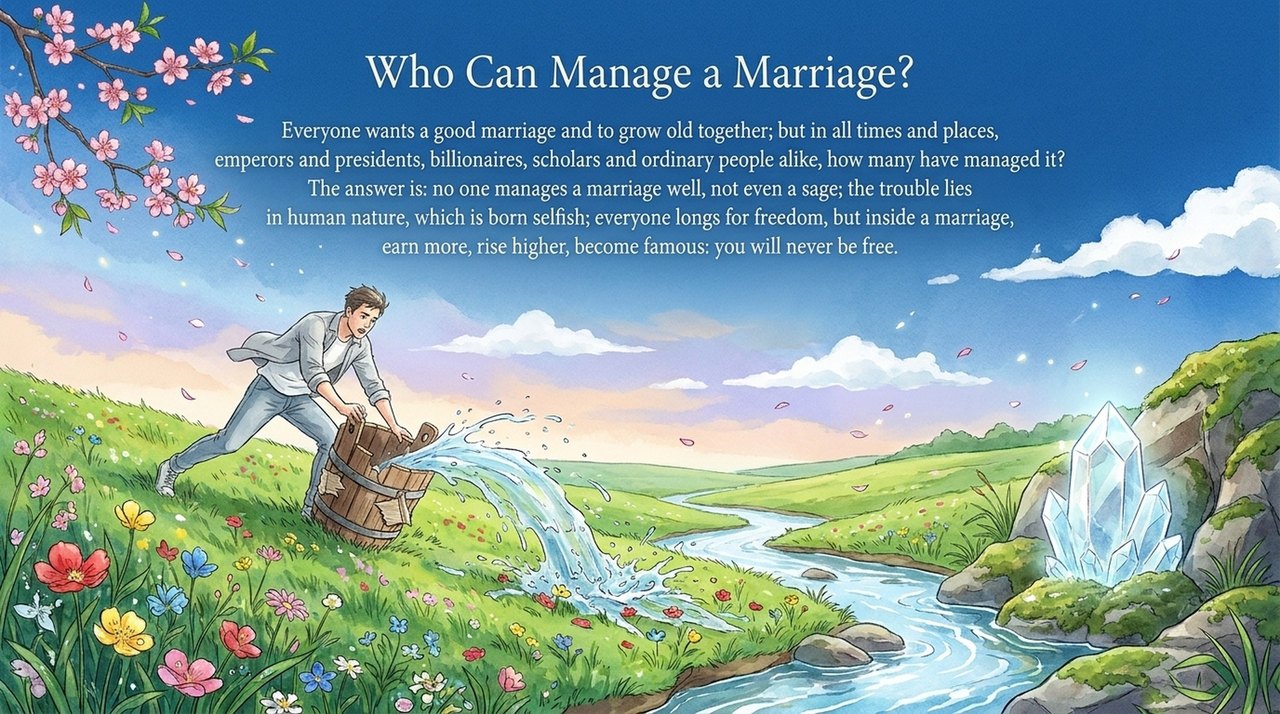 Who Can Manage a Marriage?
Everyone wants a good marriage and to grow old together; but in all times and places,
emperors and presidents, billionaires, scholars and ordinary people alike, how many have managed it?
The answer is: no one manages a marriage well, not even a sage; the trouble lies
in human nature, which is born selfish; everyone longs for freedom, but inside a marriage,
earn more, rise higher, become famous: you will never be free.